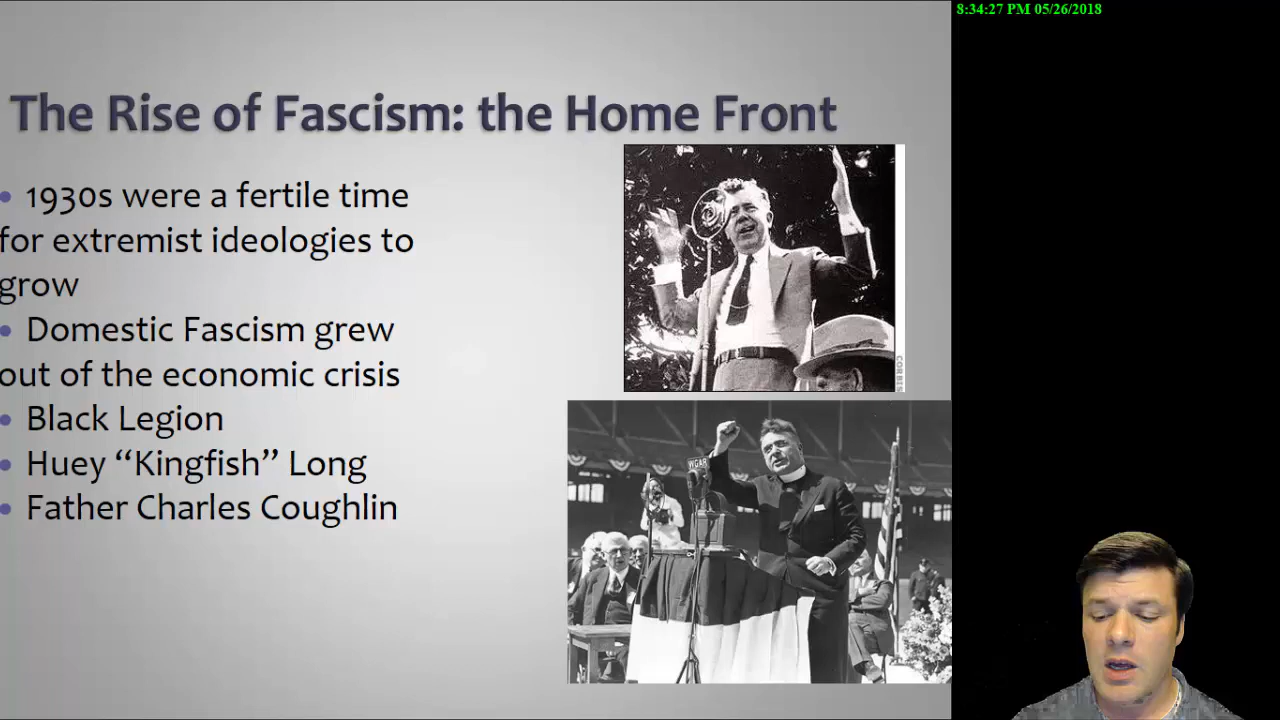 8:34:27 PM 05/26/2018
The Rise of Fascism: the Home Front
• 1930s were a fertile time
for extremist ideologies to
grow
• Domestic Fascism grew
out of the economic crisis
• Black Legion
• Huey “Kingfish” Long
• Father Charles Coughlin
CORBIS
WGAR